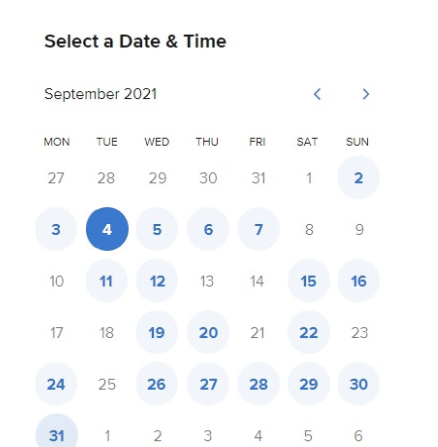 Select a Date & Time
September 2021
MON TUE WED THU FRI SAT SUN
27 28 29 30 31 1 2
3 4 5 6 7 8 9
10 11 12 13 14 15 16
17 18 19 20 21 22 23
24 25 26 27 28 29 30
31 1 2 3 4 5 6